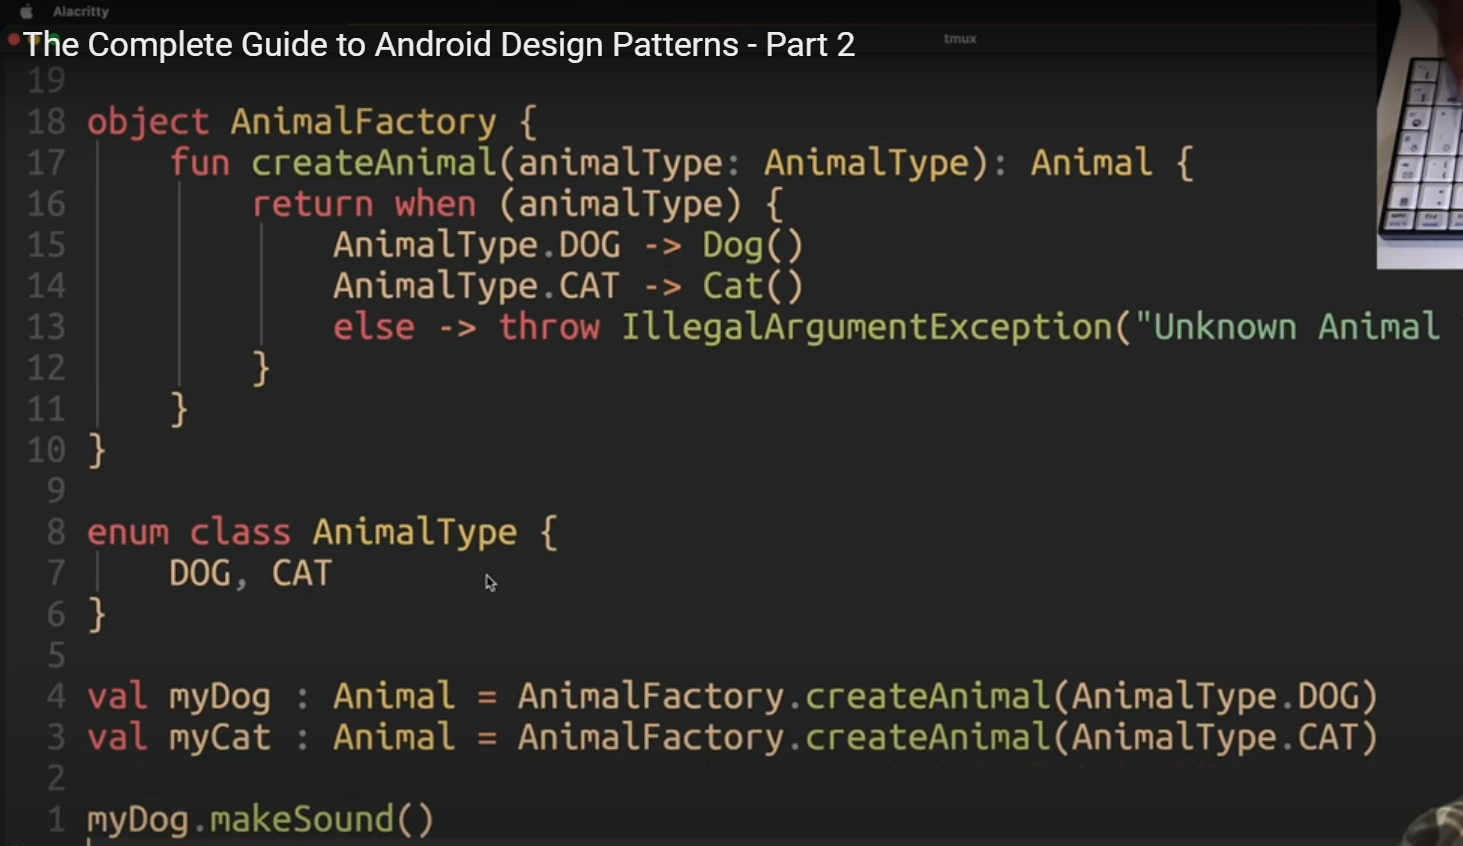 Alacritty
The Complete Guide to Android Design Patterns - Part 2
tmux
19
18 object AnimalFactory {
17     fun createAnimal(animalType: AnimalType): Animal {
16         return when (animalType) {
15             AnimalType.DOG -> Dog()
14             AnimalType.CAT -> Cat()
13             else -> throw IllegalArgumentException("Unknown Animal
12         }
11     }
10 }
9
8 enum class AnimalType {
7     DOG, CAT
6 }
5
4 val myDog : Animal = AnimalFactory.createAnimal(AnimalType.DOG)
3 val myCat : Animal = AnimalFactory.createAnimal(AnimalType.CAT)
2
1 myDog.makeSound()